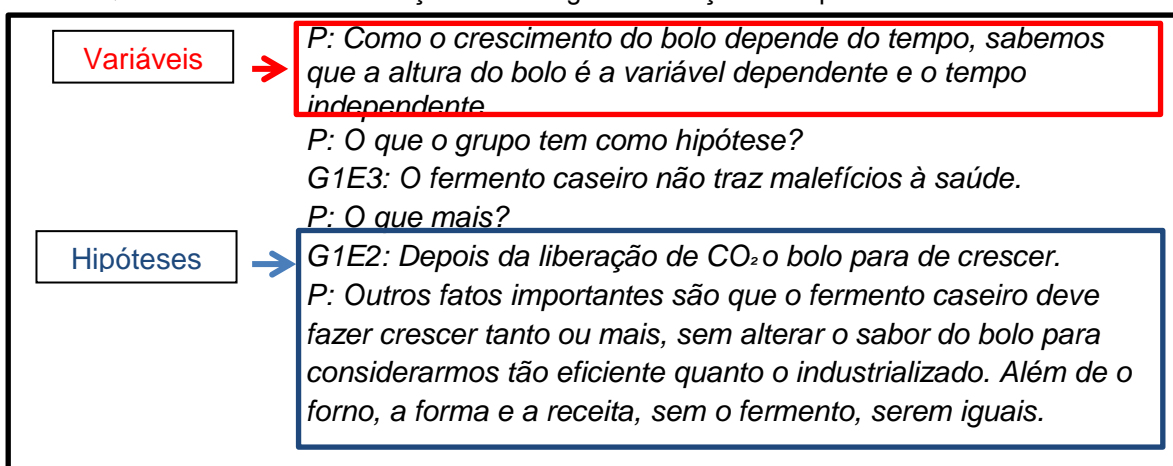 P: Como o crescimento do bolo depende do tempo, sabemos
Variáveis
que a altura do bolo é a variável dependente e o tempo
independente
P: O que o grupo tem como hipótese?
G1E3: O fermento caseiro não traz malefícios à saúde.
P: O que mais?
Hipóteses
G1E2: Depois da liberação de CO₂ o bolo para de crescer.
P: Outros fatos importantes são que o fermento caseiro deve
fazer crescer tanto ou mais, sem alterar o sabor do bolo para
considerarmos tão eficiente quanto o industrializado. Além de o
forno, a forma e a receita, sem o fermento, serem iguais.